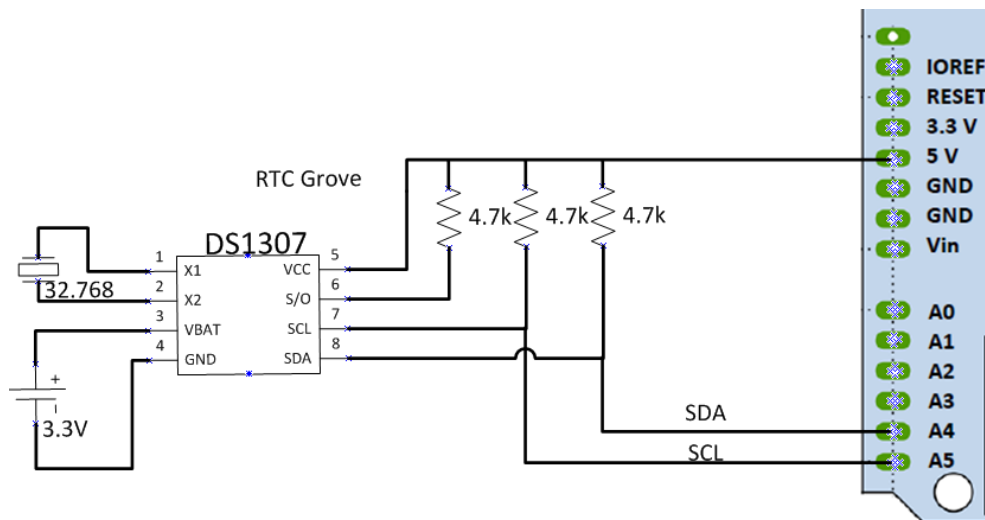 RTC Grove
DS1307
1 X1
2 X2
3 VBAT
4 GND
VCC 5
S/O 6
SCL 7
SDA 8
32.768
+
−
3.3V
4.7k
4.7k
4.7k
SDA
SCL
IOREF
RESET
3.3 V
5 V
GND
GND
Vin
A0
A1
A2
A3
A4
A5